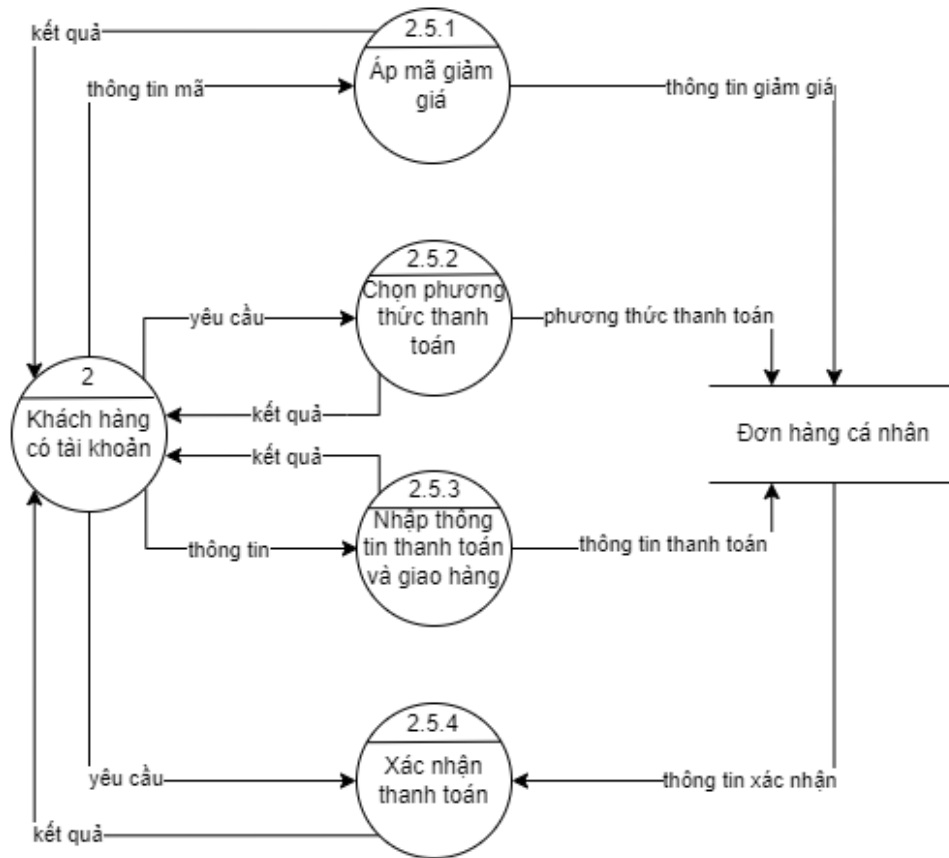 2.5.1
kết quả
Áp mã giảm
giá
thông tin mã
thông tin giảm giá
2.5.2
Chọn phương
thức thanh
toán
yêu cầu
phương thức thanh toán
2
Khách hàng
có tài khoản
kết quả
Đơn hàng cá nhân
kết quả
2.5.3
Nhập thông
tin thanh toán
và giao hàng
thông tin
thông tin thanh toán
2.5.4
Xác nhận
thanh toán
yêu cầu
thông tin xác nhận
kết quả